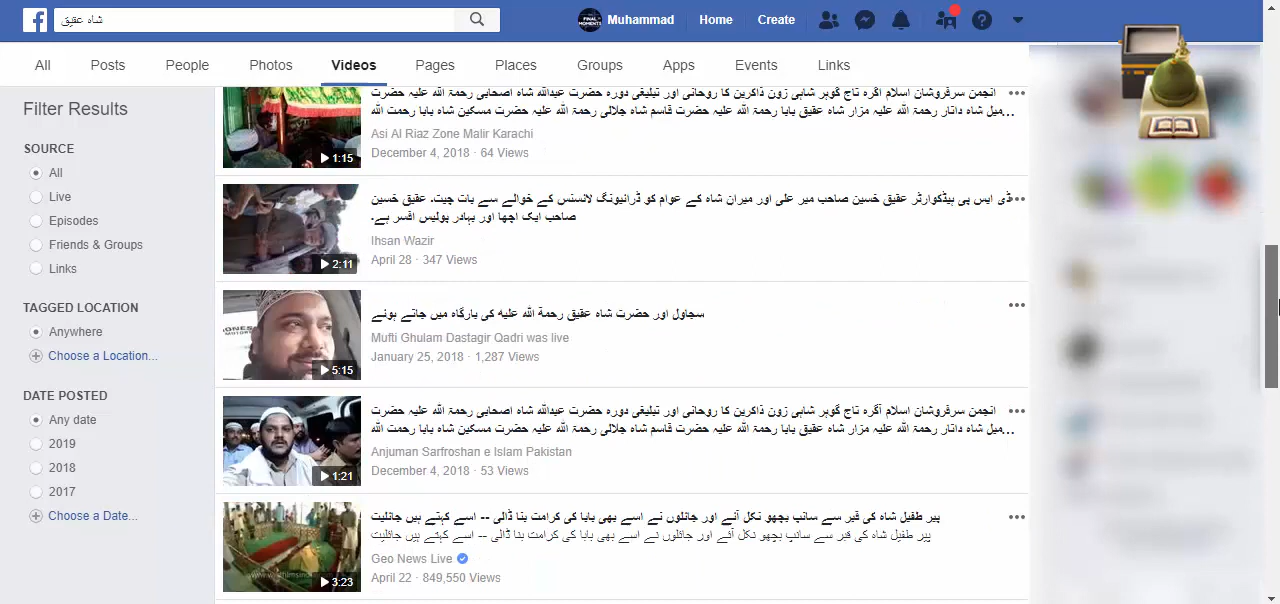 شاہ عقیق
FINAL MOMENTS
Muhammad
Home
Create
All
Posts
People
Photos
Videos
Pages
Places
Groups
Apps
Events
Links
Filter Results
SOURCE
All
Live
Episodes
Friends & Groups
Links
TAGGED LOCATION
Anywhere
Choose a Location...
DATE POSTED
Any date
2019
2018
2017
Choose a Date...
انجمن سرفروشان اسلام آگرہ تاج گوہر شاہی زون ذاکرین کا روحانی اور تبلیغی دورہ حضرت عبداللہ شاہ اصحابی رحمۃ اللہ علیہ حضرت
میل شاہ داتار رحمۃ اللہ علیہ مزار شاہ عقیق بابا رحمت اللہ علیہ حضرت قاسم شاہ جلالی رحمۃ اللہ علیہ حضرت مسکین شاہ بابا رحمت اللہ...
1:15
Asi Al Riaz Zone Malir Karachi
December 4, 2018 · 64 Views
ڈی ایس پی ہیڈکوارٹر عقیق حسین صاحب میر علی اور میران شاہ کے عوام کو ڈرائیونگ لائسنس کے حوالے سے بات چیت۔ عقیق حسین
صاحب ایک اچھا اور بہادر پولیس افسر ہے۔
2:11
Ihsan Wazir
April 28 · 347 Views
سجاول اور حضرت شاہ عقیق رحمۃ اللہ علیہ کی بارگاہ میں جاتے ہوئے
5:15
Mufti Ghulam Dastagir Qadri was live
January 25, 2018 · 1,287 Views
انجمن سرفروشان اسلام آگرہ تاج گوہر شاہی زون ذاکرین کا روحانی اور تبلیغی دورہ حضرت عبداللہ شاہ اصحابی رحمۃ اللہ علیہ حضرت
میل شاہ داتار رحمۃ اللہ علیہ مزار شاہ عقیق بابا رحمت اللہ علیہ حضرت قاسم شاہ جلالی رحمۃ اللہ علیہ حضرت مسکین شاہ بابا رحمت اللہ...
1:21
Anjuman Sarfroshan e Islam Pakistan
December 4, 2018 · 53 Views
پیر طفیل شاہ کی قبر سے سانپ بچھو نکل آئے اور جاہلوں نے اسے بھی بابا کی کرامت بنا ڈالی -- اسے کہتے ہیں جاہلیت
پیر طفیل شاہ کی قبر سے سانپ بچھو نکل آئے اور جاہلوں نے اسے بھی بابا کی کرامت بنا ڈالی -- اسے کہتے ہیں جاہلیت
3:23
Geo News Live
April 22 · 849,550 Views